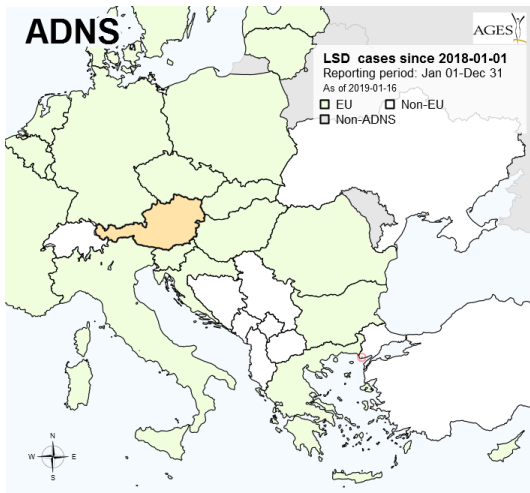 ADNS
AGES
LSD cases since 2018-01-01
Reporting period: Jan 01-Dec 31
As of 2019-01-16
EU Non-EU
Non-ADNS
N
W E
S